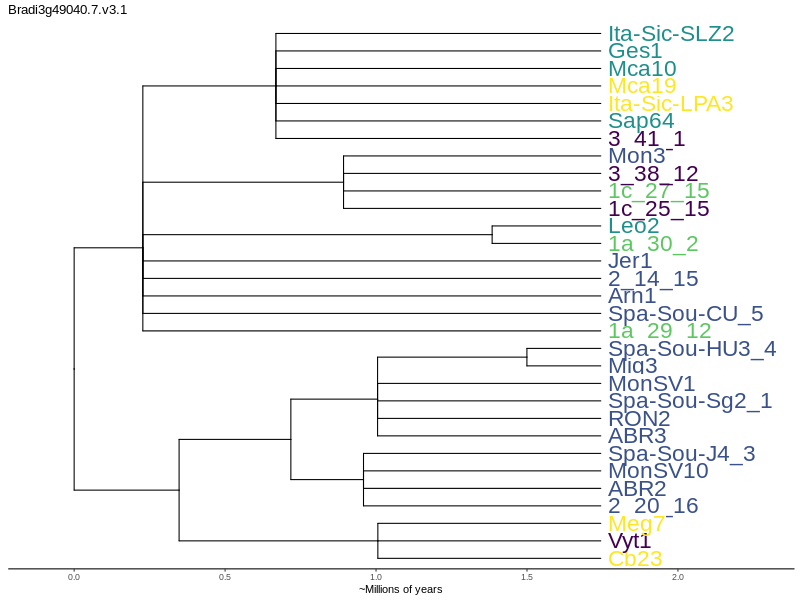 Bradi3g49040.7.v3.1
Ita-Sic-SLZ2
Ges1
Mca10
Mca19
Ita-Sic-LPA3
Sap64
3_41_1
Mon3
3_38_12
1c_27_15
1c_25_15
Leo2
1a_30_2
Jer1
2_14_15
Arn1
Spa-Sou-CU_5
1a_29_12
Spa-Sou-HU3_4
Mig3
MonSV1
Spa-Sou-Sg2_1
RON2
ABR3
Spa-Sou-J4_3
MonSV10
ABR2
2_20_16
Meg7
Vyt1
Cb23
0.0 0.5 1.0 1.5 2.0
~Millions of years